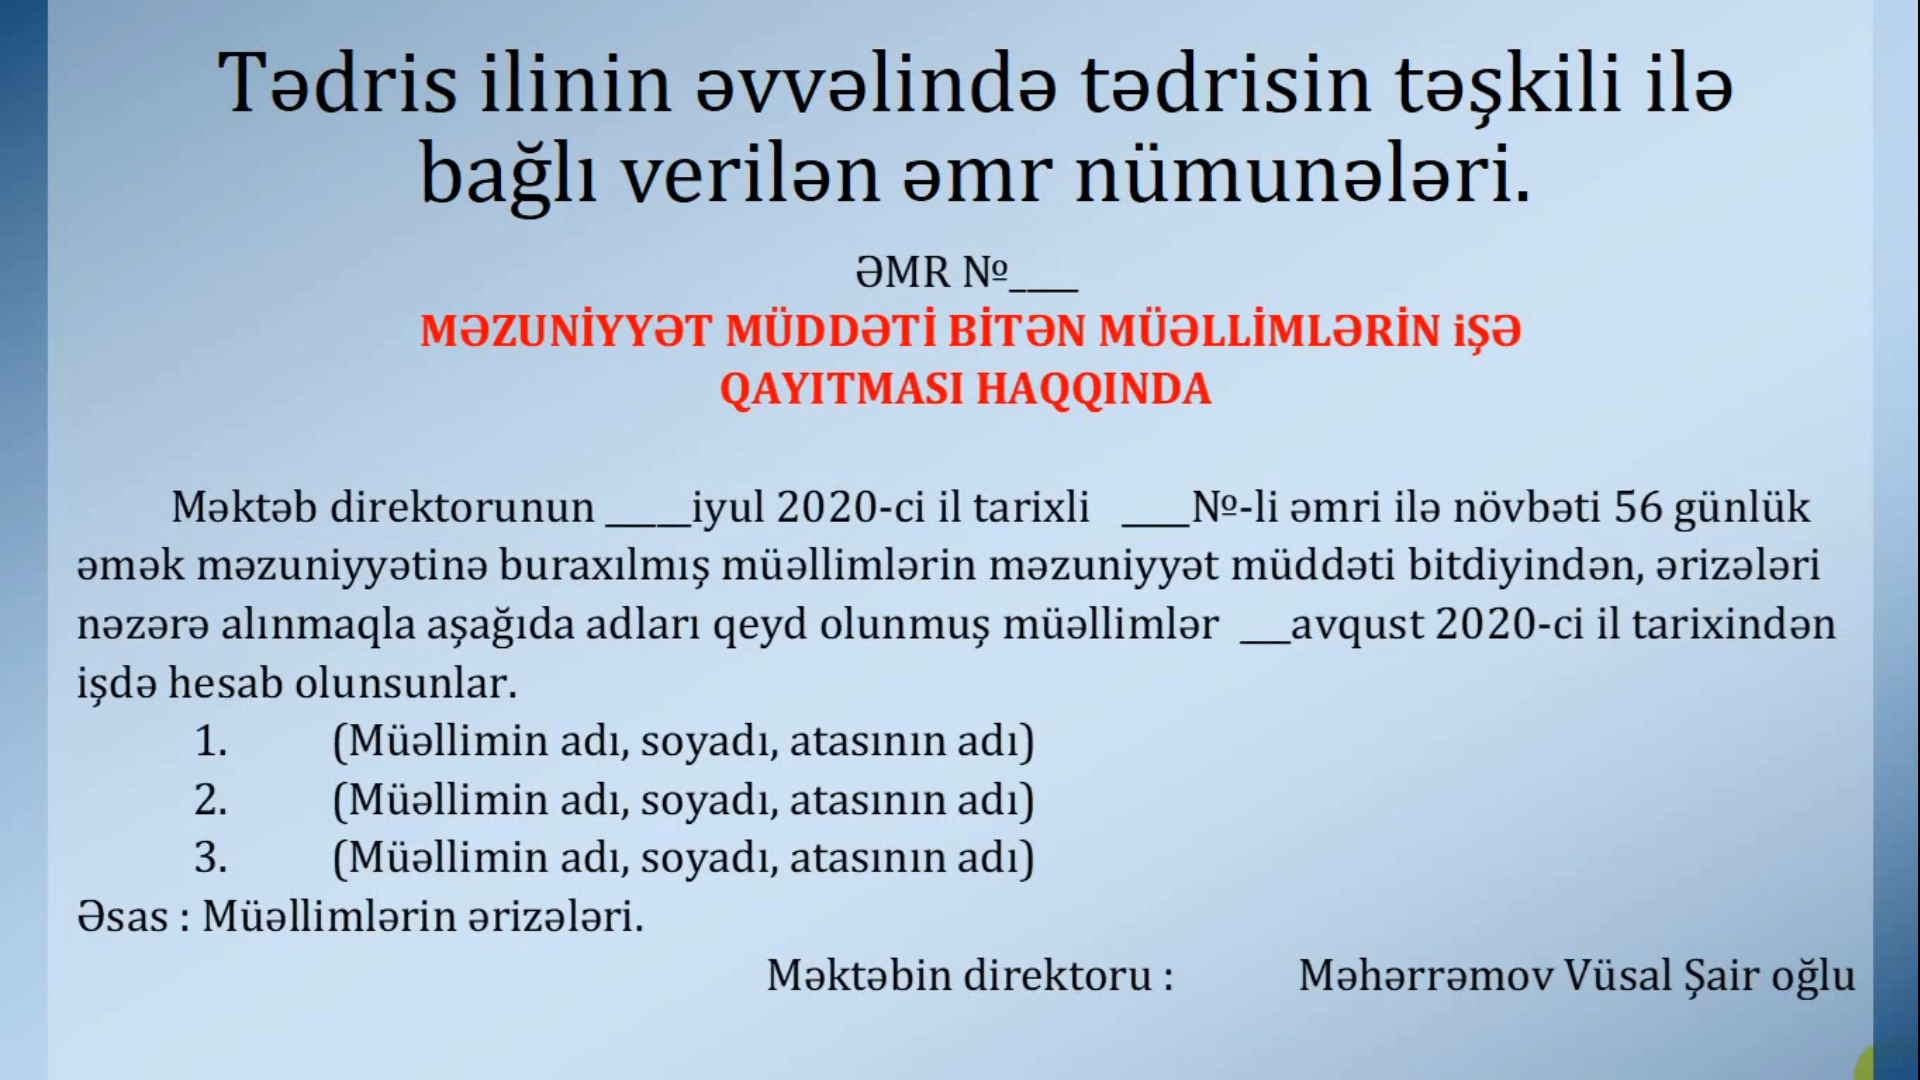 Tədris ilinin əvvəlində tədrisin təşkili ilə
bağlı verilən əmr nümunələri.
ƏMR №____
MƏZUNİYYƏT MÜDDƏTİ BİTƏN MÜƏLLİMLƏRİN iŞƏ
QAYITMASI HAQQINDA
Məktəb direktorunun _____iyul 2020-ci il tarixli ____№-li əmri ilə növbəti 56 günlük
əmək məzuniyyətinə buraxılmış müəllimlərin məzuniyyət müddəti bitdiyindən, ərizələri
nəzərə alınmaqla aşağıda adları qeyd olunmuş müəllimlər ___avqust 2020-ci il tarixindən
işdə hesab olunsunlar.
1. (Müəllimin adı, soyadı, atasının adı)
2. (Müəllimin adı, soyadı, atasının adı)
3. (Müəllimin adı, soyadı, atasının adı)
Əsas : Müəllimlərin ərizələri.
Məktəbin direktoru : Məhərrəmov Vüsal Şair oğlu